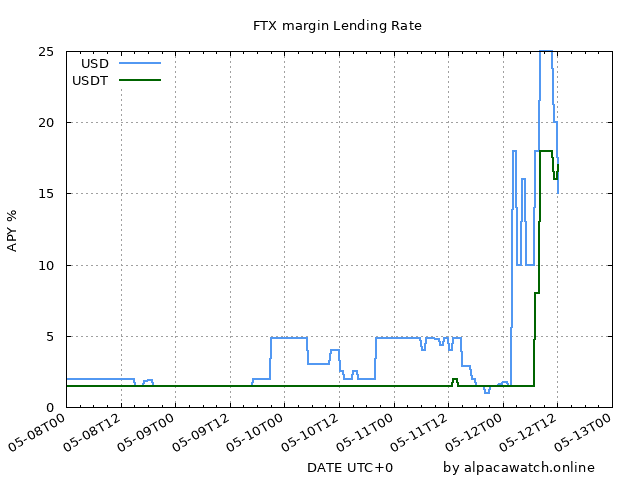 FTX margin Lending Rate
USD
USDT
25
20
15
10
5
0
APY %
05-08T00
05-08T12
05-09T00
05-09T12
05-10T00
05-10T12
05-11T00
05-11T12
05-12T00
05-12T12
05-13T00
DATE UTC+0 by alpacawatch.online